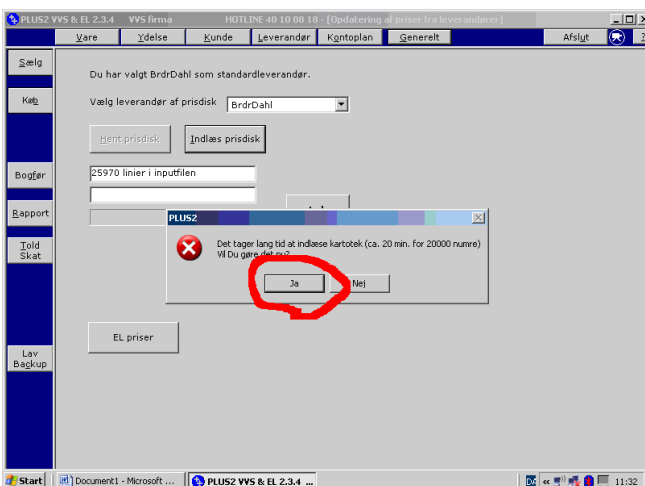 PLUS2 VVS & EL 2.3.4 VVS firma HOTLINE 40 10 08 18 - [Opdatering af priser fra leverandører]
Vare Ydelse Kunde Leverandør Kontoplan Generelt Afslut
Sælg
Du har valgt BrdrDahl som standardleverandør.
Køb
Vælg leverandør af prisdisk BrdrDahl
Hent prisdisk Indlæs prisdisk
Bogfør
25970 linier i inputfilen
Rapport
PLUS2
Told
Skat
Det tager lang tid at indlæse kartotek (ca. 20 min. for 20000 numre)
Vil Du gøre det nu?
Ja Nej
EL priser
Lav
Backup
Start Document1 - Microsoft ... PLUS2 VVS & EL 2.3.4 ... DA « 11:32